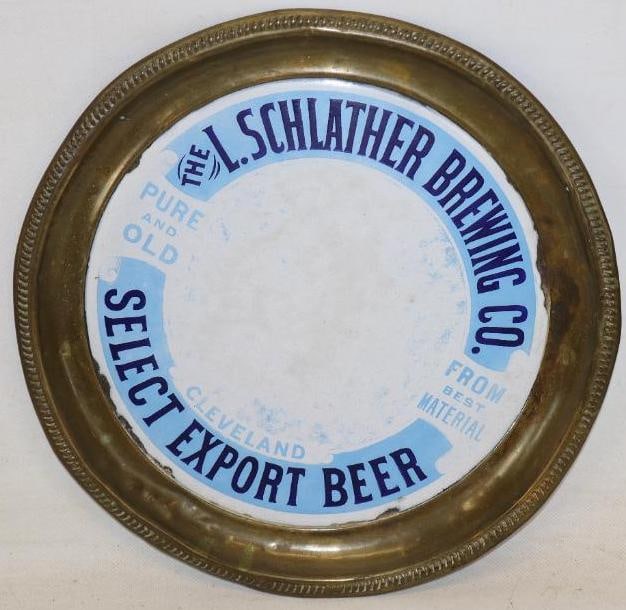 THE L. SCHLATHER BREWING CO.
PURE
AND
OLD
FROM
BEST
MATERIAL
CLEVELAND
SELECT EXPORT BEER